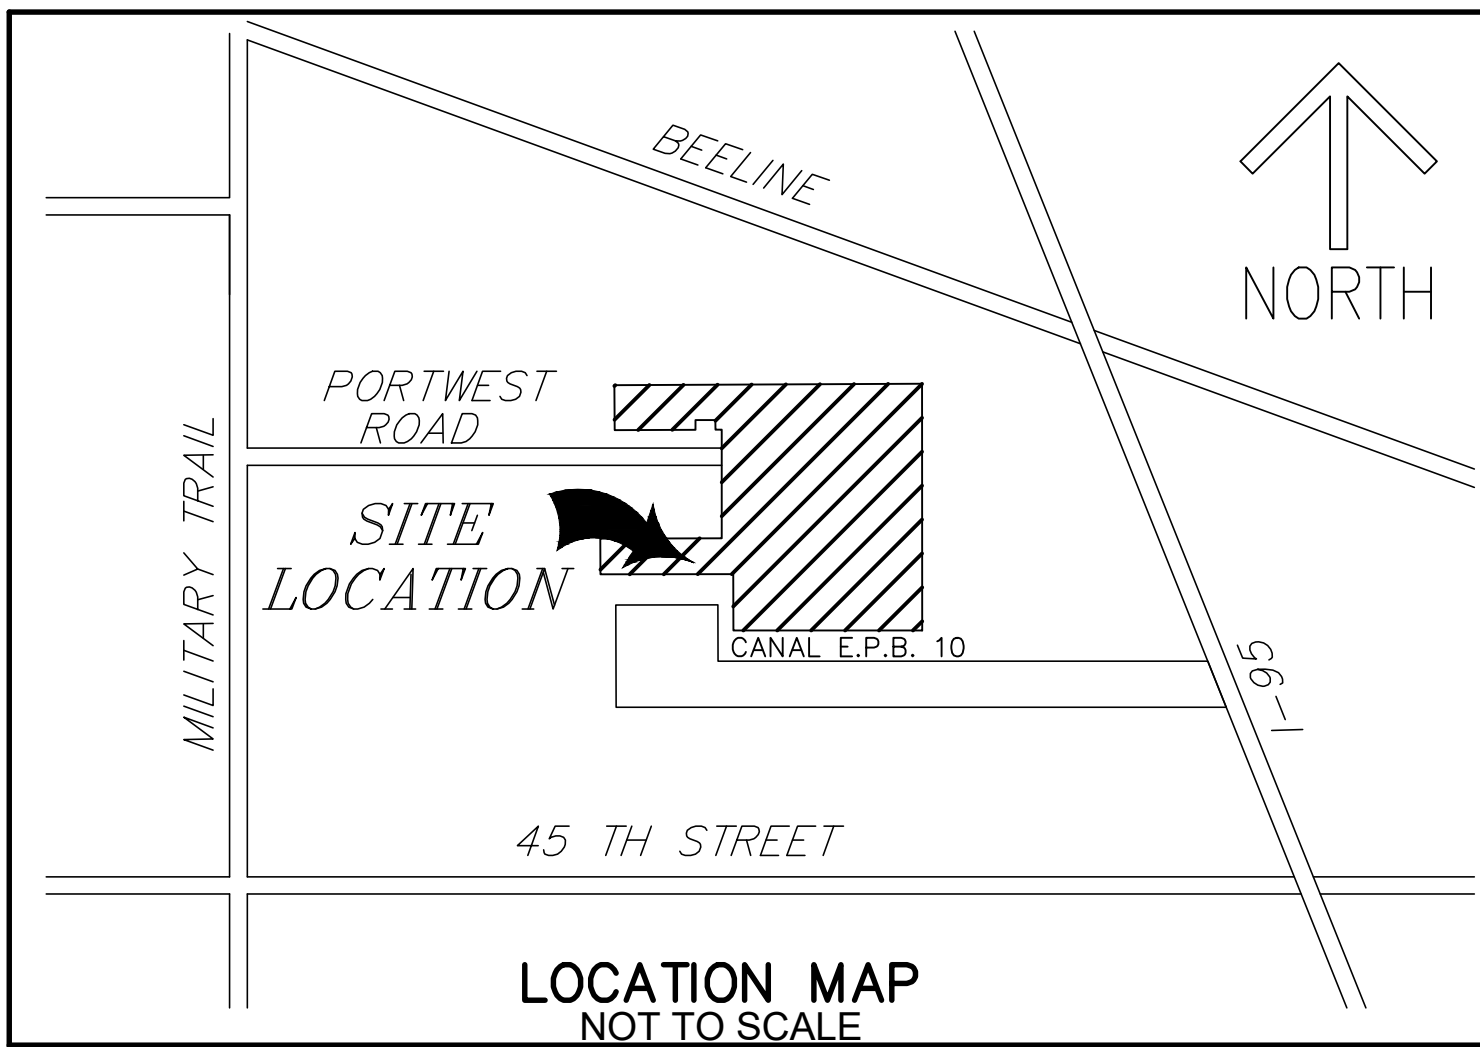 BEELINE
NORTH
PORTWEST
ROAD
MILITARY TRAIL
SITE
LOCATION
CANAL E.P.B. 10
I-95
45 TH STREET
LOCATION MAP
NOT TO SCALE